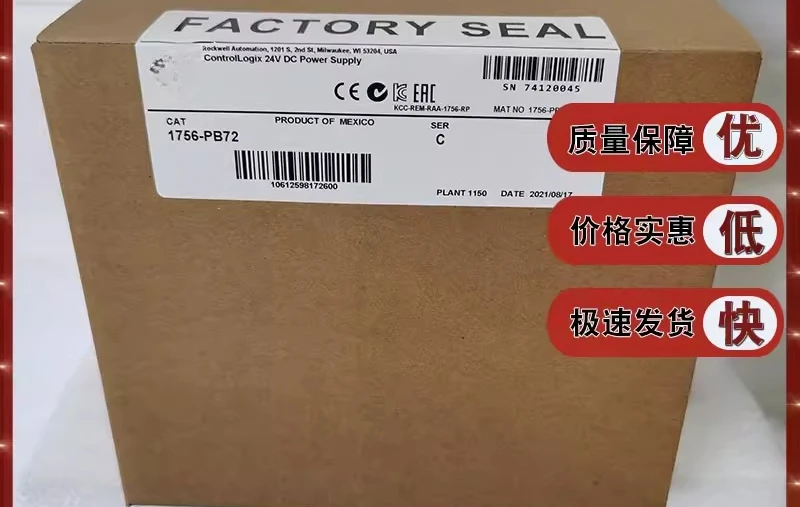 FACTORY SEAL
Rockwell Automation, 1201 S, 2nd St, Milwaukee, WI 53204, USA
ControlLogix 24V DC Power Supply
SN 74120045
CE
EAC
KCC-REM-RAA-1756-RP
MAT NO 1756-P
CAT
PRODUCT OF MEXICO
SER
1756-PB72
C
10612598172600
PLANT 1150 DATE 2021/08/17
质量保障 优
价格实惠 低
极速发货 快